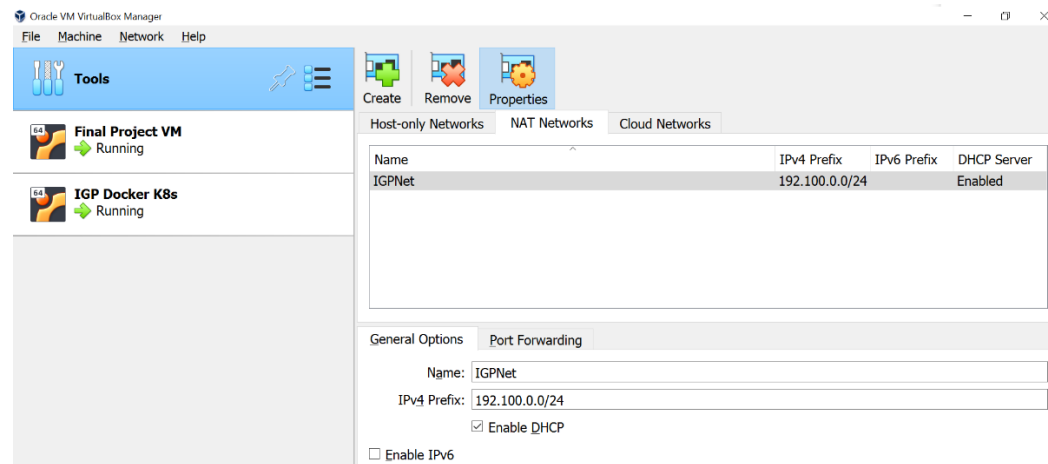 Oracle VM VirtualBox Manager
File Machine Network Help
Tools
Create Remove Properties
64
Final Project VM
Running
64
IGP Docker K8s
Running
Host-only Networks NAT Networks Cloud Networks
Name IPv4 Prefix IPv6 Prefix DHCP Server
IGPNet 192.100.0.0/24 Enabled
General Options Port Forwarding
Name: IGPNet
IPv4 Prefix: 192.100.0.0/24
Enable DHCP
Enable IPv6